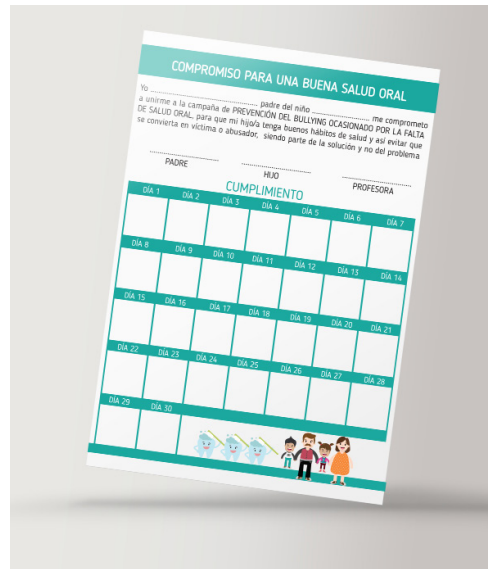 COMPROMISO PARA UNA BUENA SALUD ORAL
Yo ........................................ padre del niño ...................... me comprometo
a unirme a la campaña de PREVENCIÓN DEL BULLYING OCASIONADO POR LA FALTA
DE SALUD ORAL, para que mi hijo/a tenga buenos hábitos de salud y así evitar que
se convierta en víctima o abusador, siendo parte de la solución y no del problema
PADRE HIJO PROFESORA
CUMPLIMIENTO
DÍA 1 DÍA 2 DÍA 3 DÍA 4 DÍA 5 DÍA 6 DÍA 7
DÍA 8 DÍA 9 DÍA 10 DÍA 11 DÍA 12 DÍA 13 DÍA 14
DÍA 15 DÍA 16 DÍA 17 DÍA 18 DÍA 19 DÍA 20 DÍA 21
DÍA 22 DÍA 23 DÍA 24 DÍA 25 DÍA 26 DÍA 27 DÍA 28
DÍA 29 DÍA 30